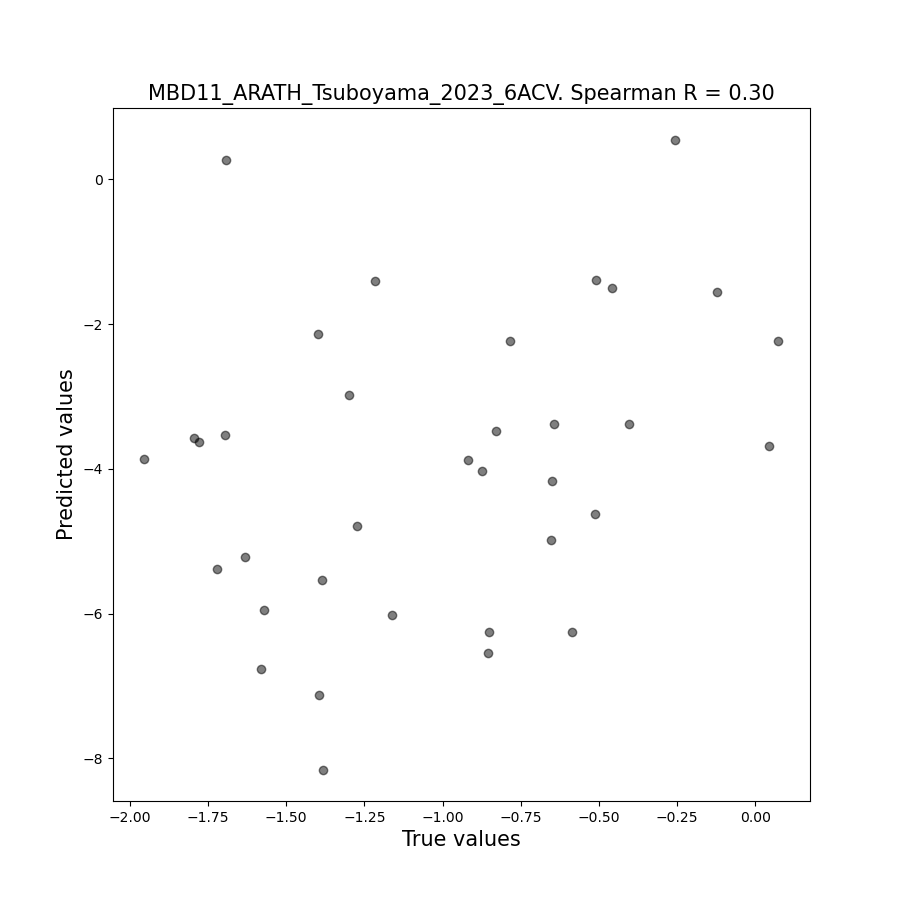 MBD11_ARATH_Tsuboyama_2023_6ACV. Spearman R = 0.30
0
−2
−4
−6
−8
Predicted values
−2.00 −1.75 −1.50 −1.25 −1.00 −0.75 −0.50 −0.25 0.00
True values